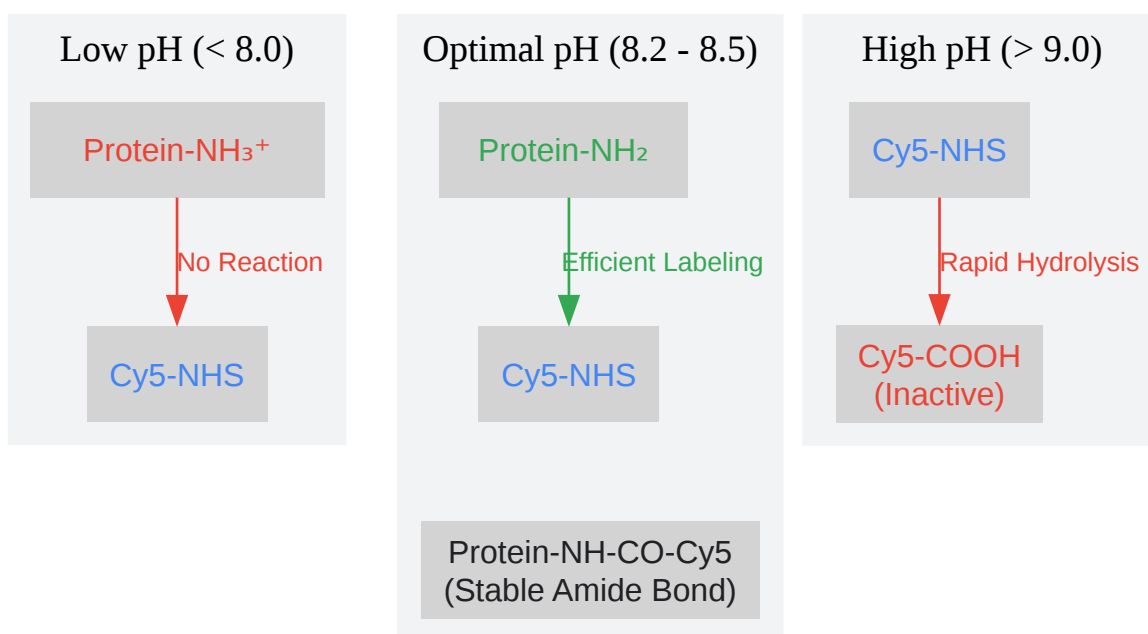 Low pH (< 8.0)
Protein-NH₃⁺
No Reaction
Cy5-NHS
Optimal pH (8.2 - 8.5)
Protein-NH₂
Efficient Labeling
Cy5-NHS
Protein-NH-CO-Cy5
(Stable Amide Bond)
High pH (> 9.0)
Cy5-NHS
Rapid Hydrolysis
Cy5-COOH
(Inactive)